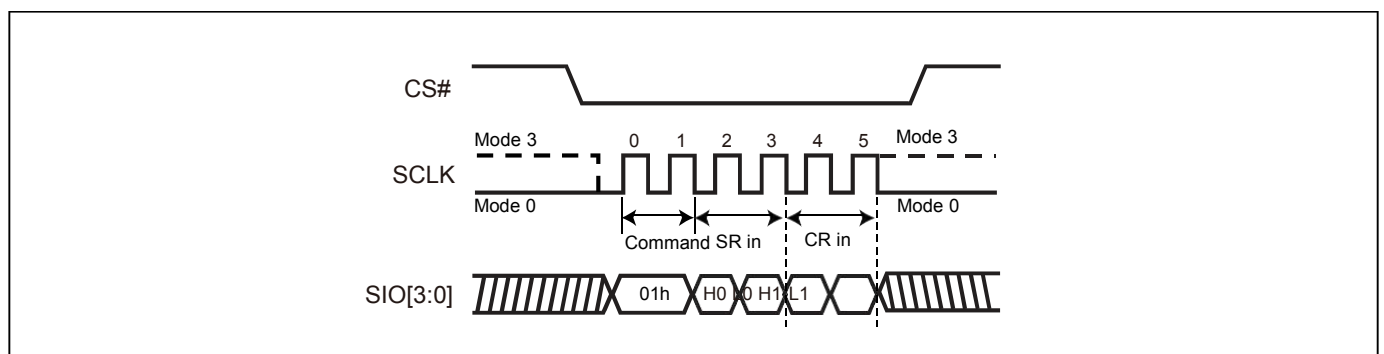 CS#
Mode 3
0 1 2 3 4 5
Mode 3
SCLK
Mode 0
Mode 0
Command SR in
CR in
SIO[3:0]
01h
H0 L0 H1 L1